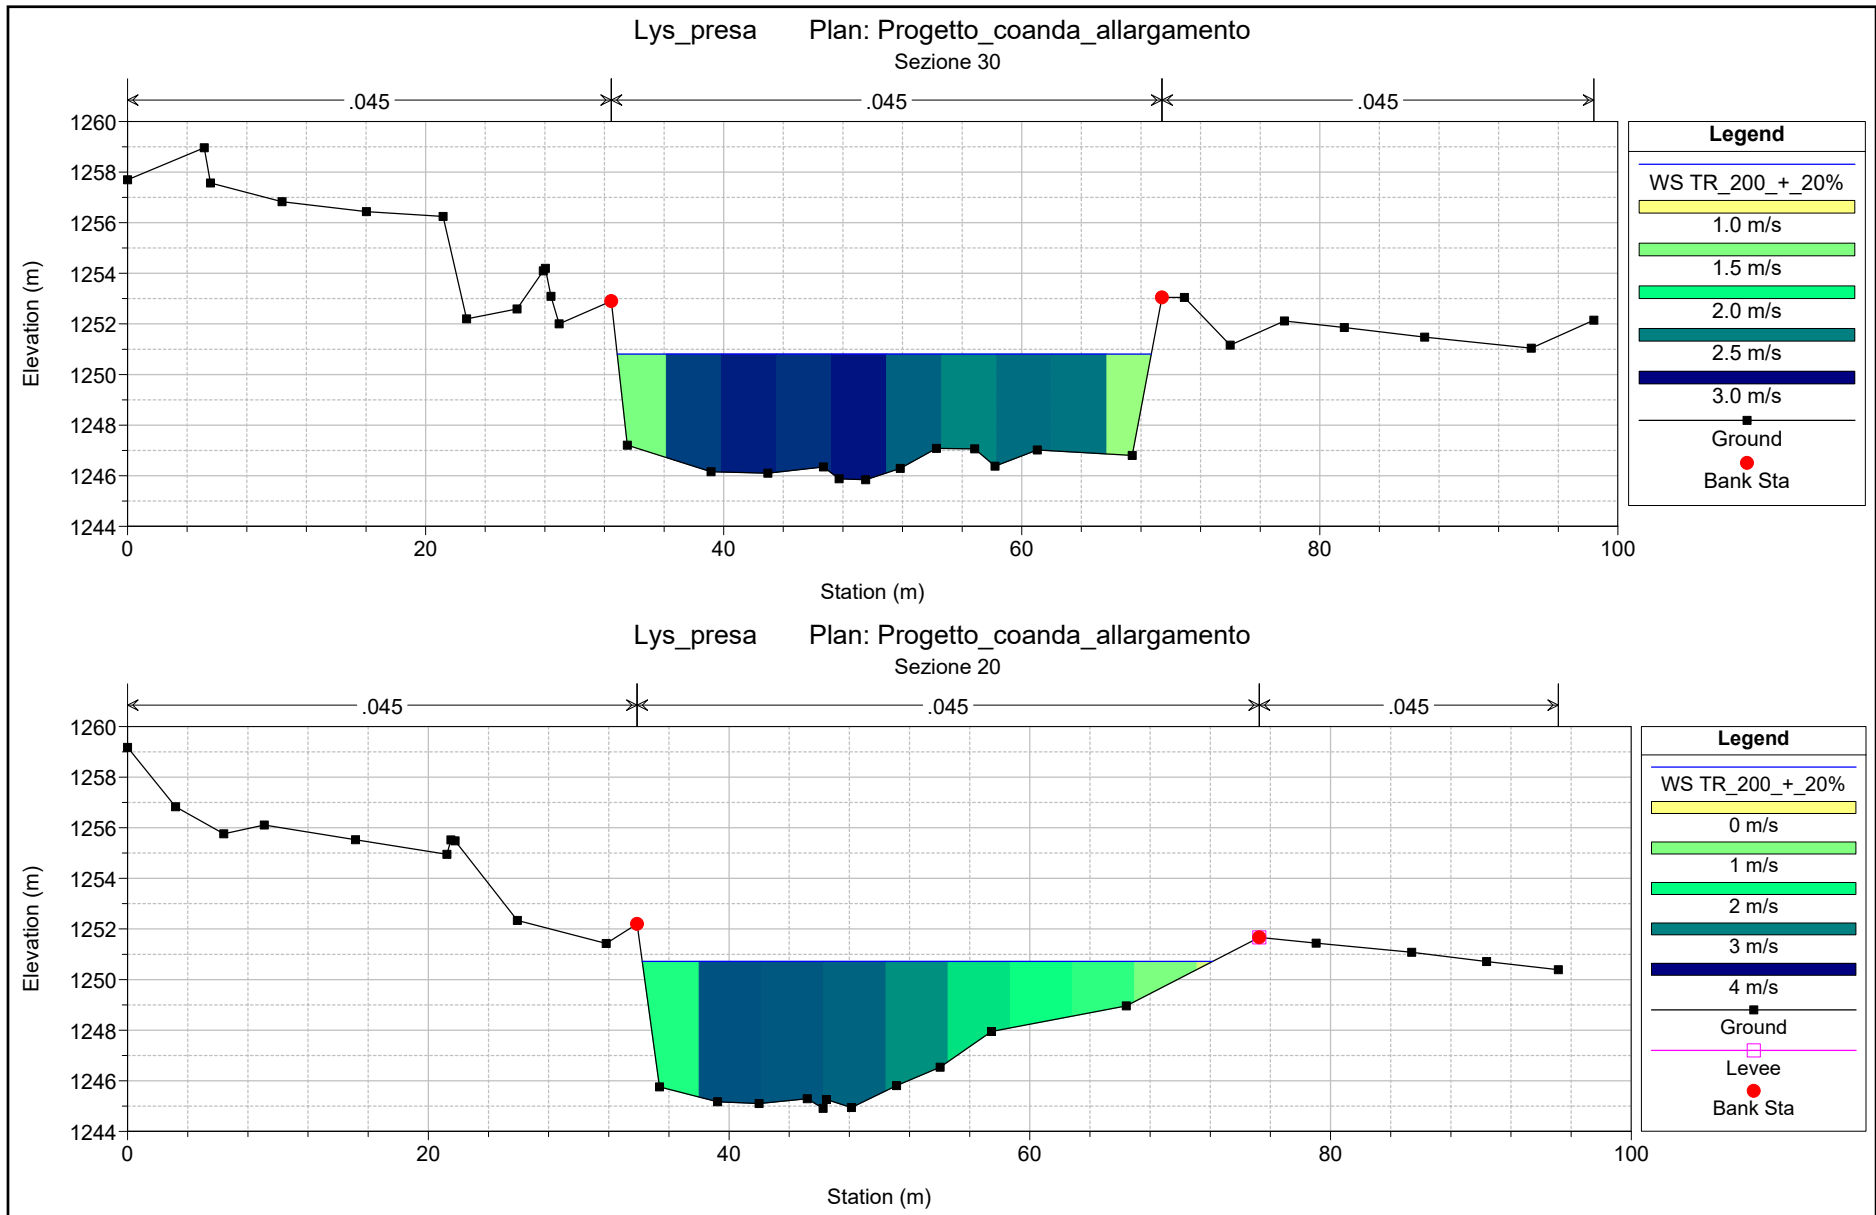 Lys_presa Plan: Progetto_coanda_allargamento
Sezione 30
.045 .045 .045
1260
1258
1256
1254
1252
1250
1248
1246
1244
Elevation (m)
0 20 40 60 80 100
Station (m)
Legend
WS TR_200_+_20%
1.0 m/s
1.5 m/s
2.0 m/s
2.5 m/s
3.0 m/s
Ground
Bank Sta
Lys_presa Plan: Progetto_coanda_allargamento
Sezione 20
.045 .045 .045
1260
1258
1256
1254
1252
1250
1248
1246
1244
Elevation (m)
0 20 40 60 80 100
Station (m)
Legend
WS TR_200_+_20%
0 m/s
1 m/s
2 m/s
3 m/s
4 m/s
Ground
Levee
Bank Sta